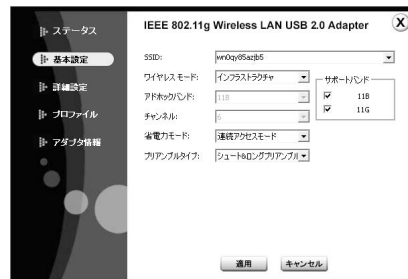 IEEE 802.11g Wireless LAN USB 2.0 Adapter
X
ステータス
基本設定
詳細設定
プロファイル
アダプタ情報
SSID: wn0qy85azjb5
ワイヤレスモード: インフラストラクチャ
アドホックバンド: 11B
チャンネル: 6
省電力モード: 連続アクセスモード
プリアンブルタイプ: シュート&ロングプリアンブル
サポートバンド
11B
11G
適用 キャンセル